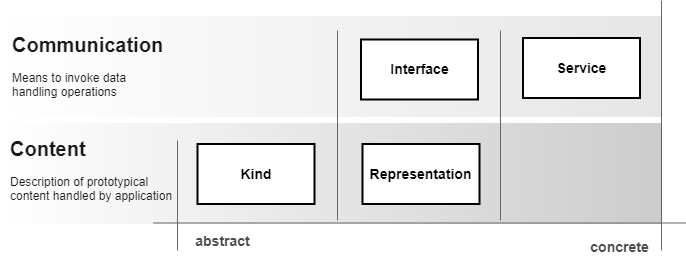 Communication
Means to invoke data
handling operations
Interface
Service
Content
Description of prototypical
content handled by application
Kind
Representation
abstract
concrete